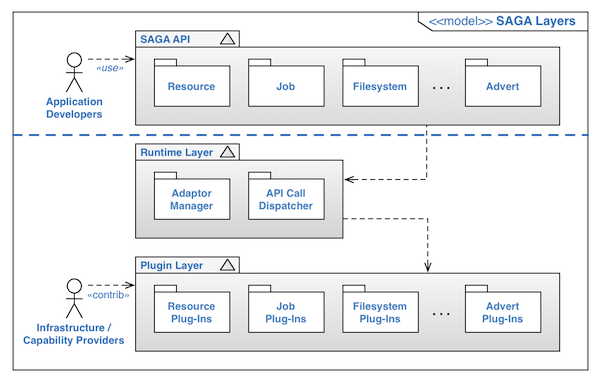 <<model>> SAGA Layers
SAGA API
«use»
Application
Developers
Resource
Job
Filesystem
...
Advert
Runtime Layer
Adaptor
Manager
API Call
Dispatcher
Plugin Layer
«contrib»
Infrastructure /
Capability Providers
Resource
Plug-Ins
Job
Plug-Ins
Filesystem
Plug-Ins
...
Advert
Plug-Ins